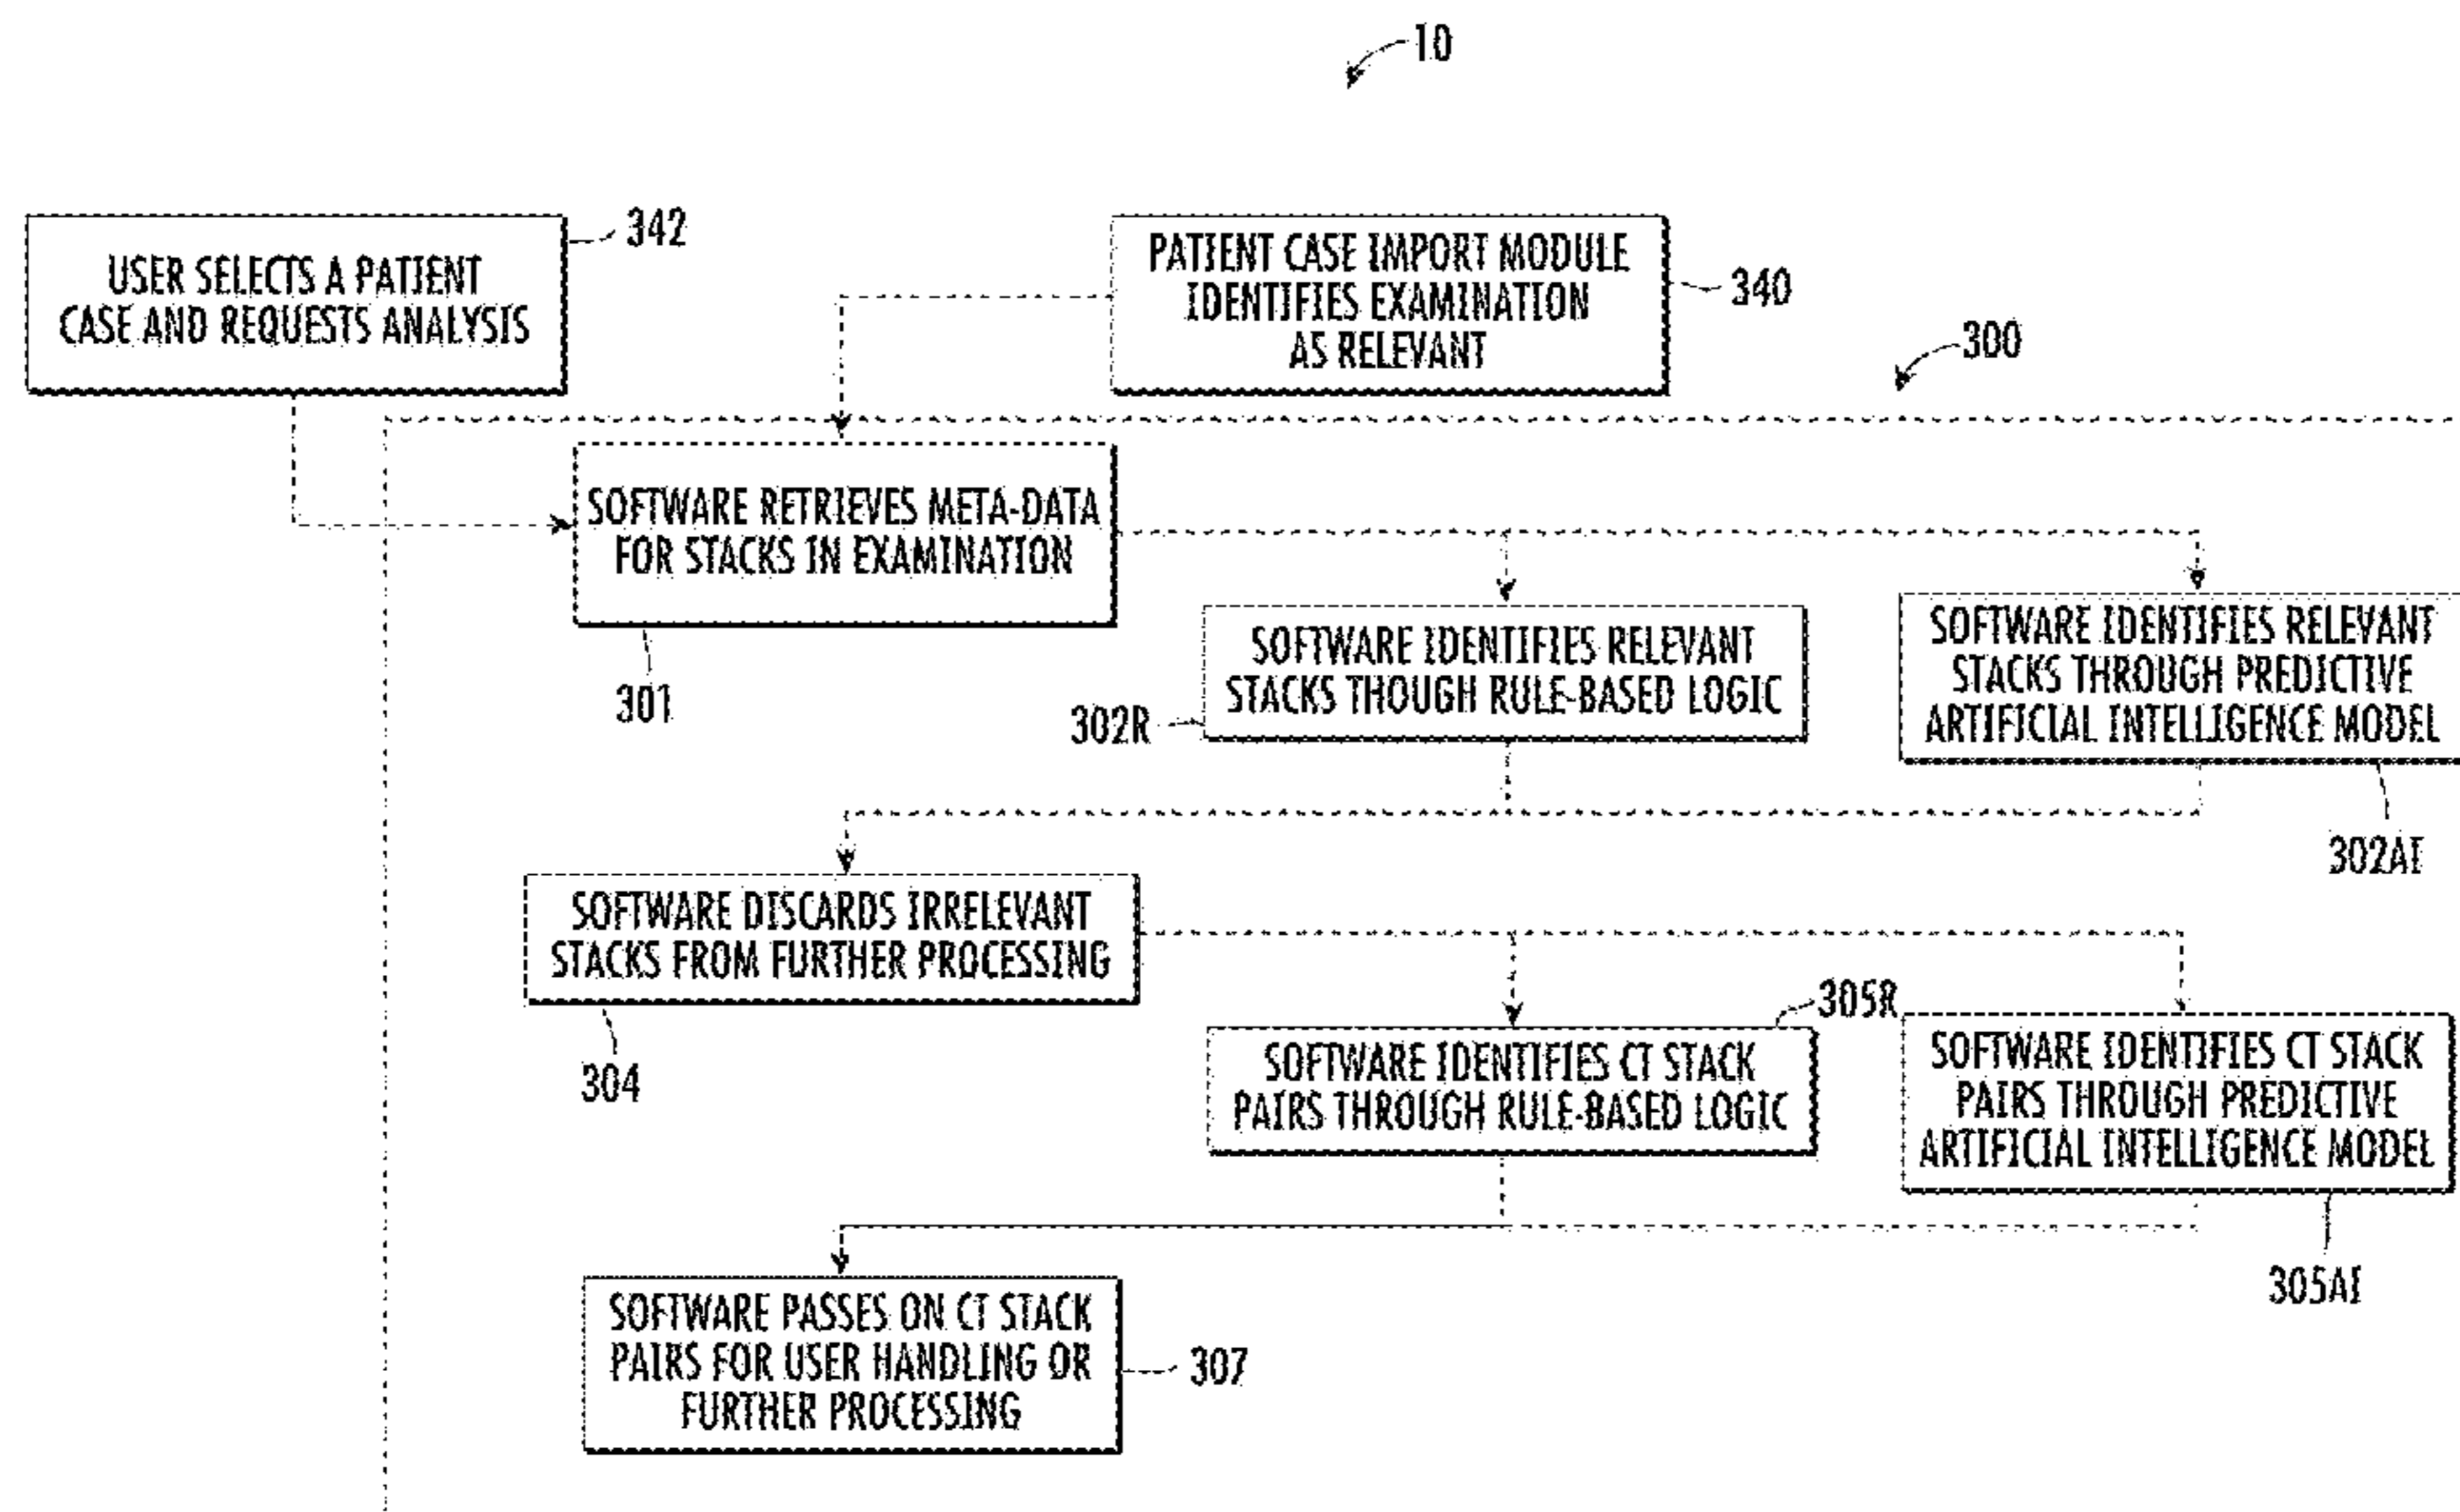 10
342
USER SELECTS A PATIENT
CASE AND REQUESTS ANALYSIS
PATIENT CASE IMPORT MODULE
IDENTIFIES EXAMINATION
AS RELEVANT
340
300
SOFTWARE RETRIEVES META-DATA
FOR STACKS IN EXAMINATION
301
SOFTWARE IDENTIFIES RELEVANT
STACKS THOUGH RULE-BASED LOGIC
302R
SOFTWARE IDENTIFIES RELEVANT
STACKS THROUGH PREDICTIVE
ARTIFICIAL INTELLIGENCE MODEL
302AI
SOFTWARE DISCARDS IRRELEVANT
STACKS FROM FURTHER PROCESSING
304
305R
SOFTWARE IDENTIFIES CT STACK
PAIRS THROUGH RULE-BASED LOGIC
SOFTWARE IDENTIFIES CT STACK
PAIRS THROUGH PREDICTIVE
ARTIFICIAL INTELLIGENCE MODEL
305AI
SOFTWARE PASSES ON CT STACK
PAIRS FOR USER HANDLING OR
FURTHER PROCESSING
307